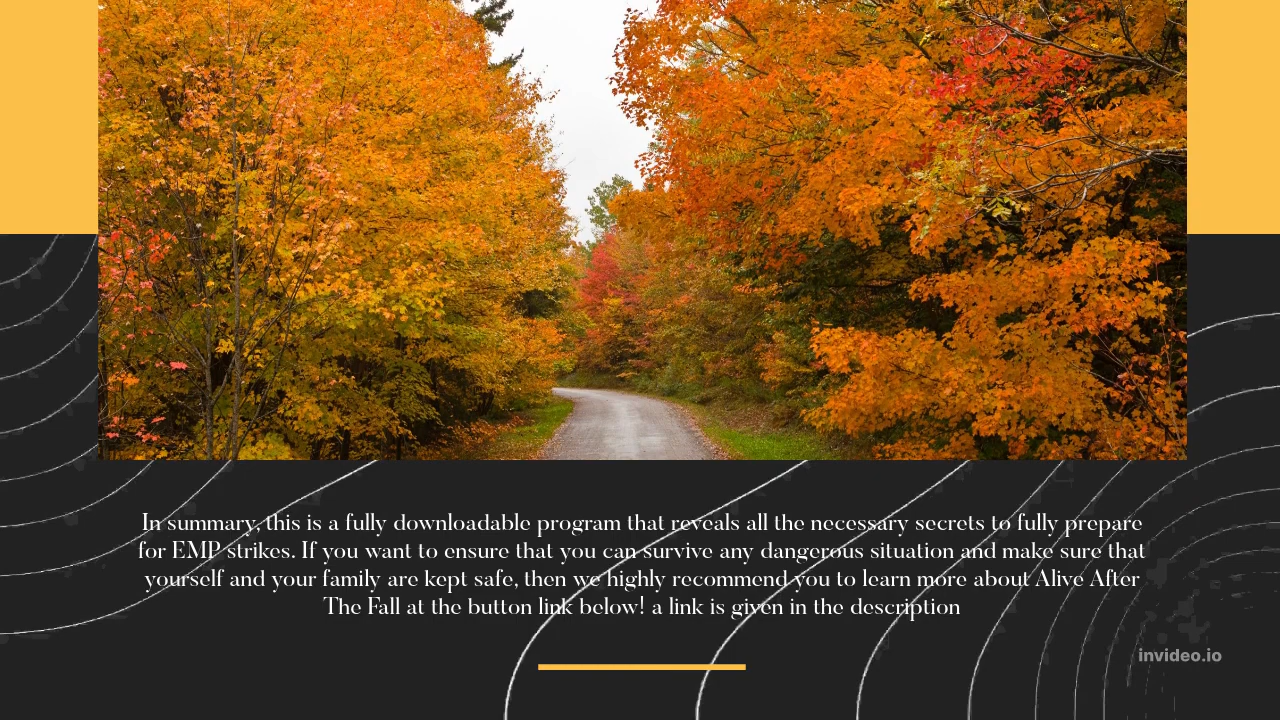 In summary, this is a fully downloadable program that reveals all the necessary secrets to fully prepare
for EMP strikes. If you want to ensure that you can survive any dangerous situation and make sure that
yourself and your family are kept safe, then we highly recommend you to learn more about Alive After
The Fall at the button link below! a link is given in the description
invideo.io